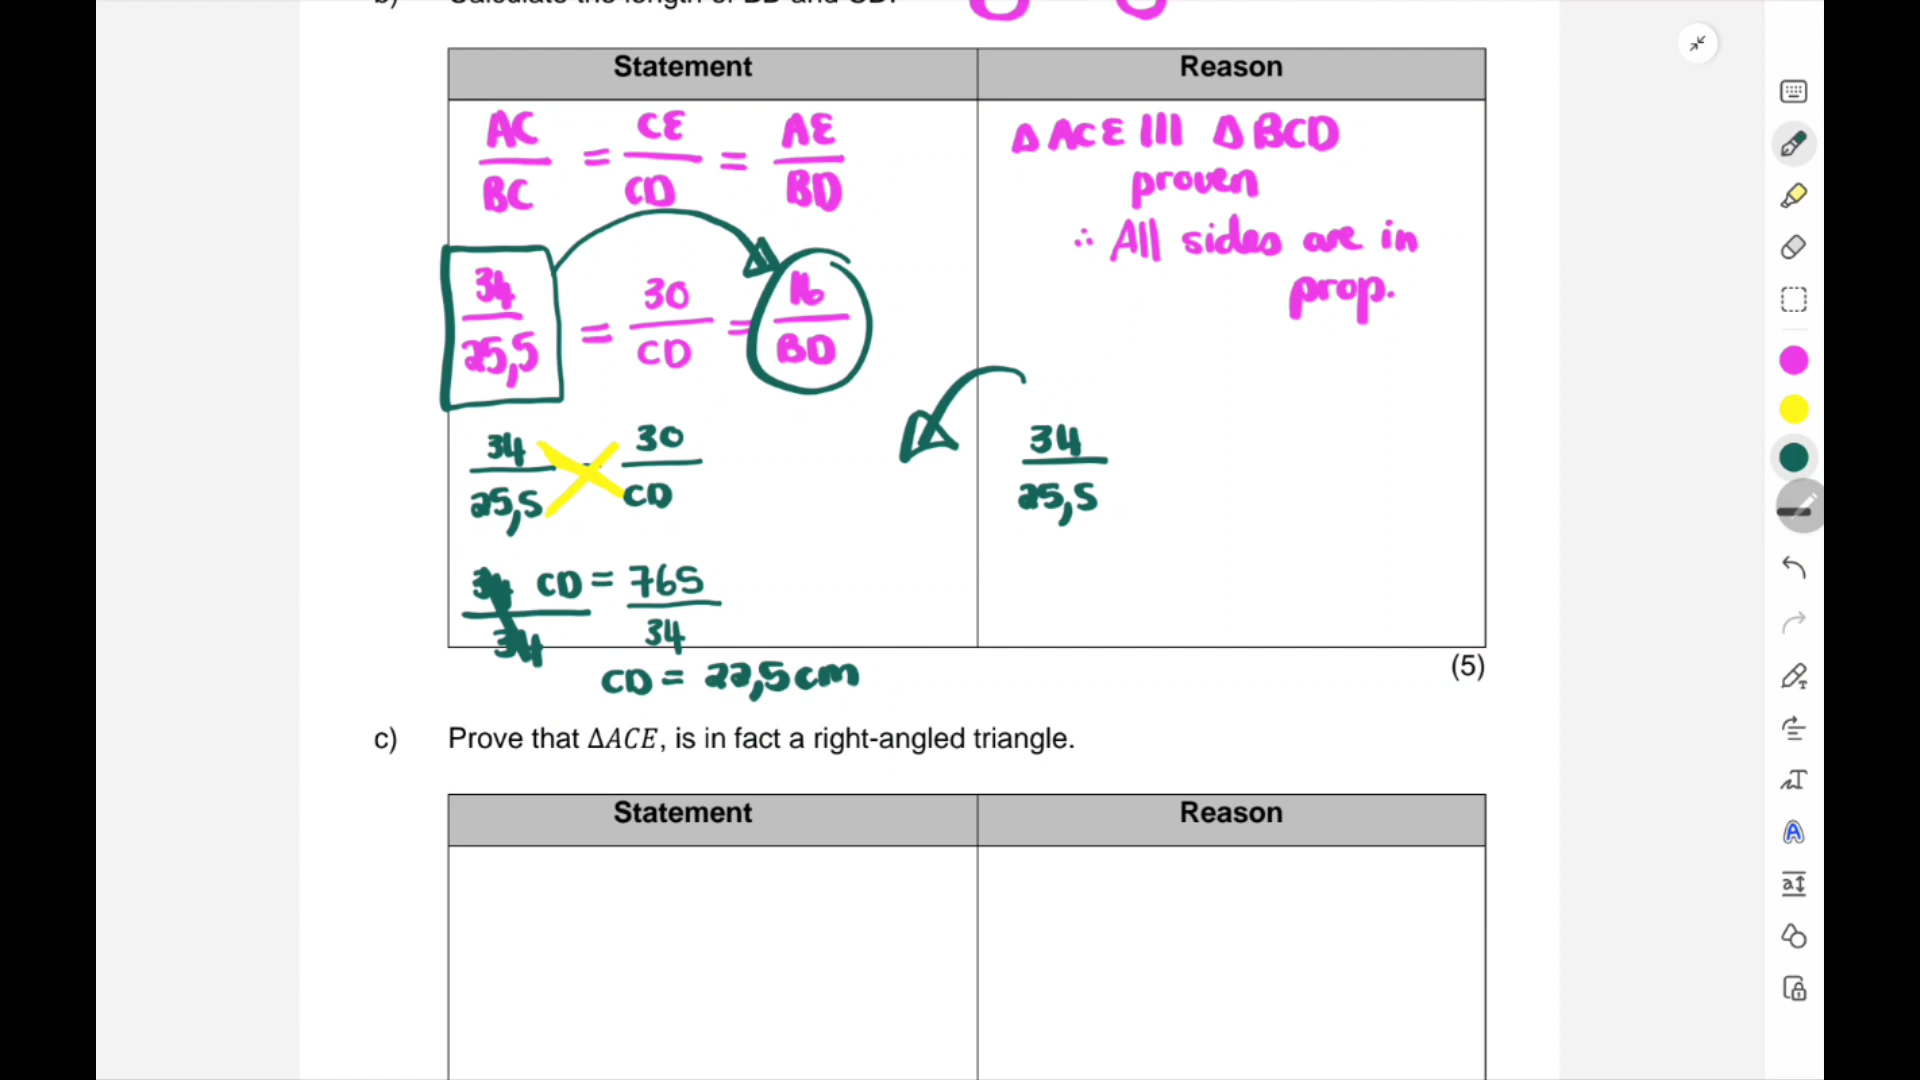 Statement Reason
AC/BC = CE/CD = AE/BD
△ ACE ||| △ BCD
proven
∴ All sides are in
prop.
34/25,5 = 30/CD = 16/BD
34/25,5 = 30/CD
34/25,5
34 CD/34 = 765/34
CD = 22,5cm
(5)
c) Prove that ΔACE, is in fact a right-angled triangle.
Statement Reason